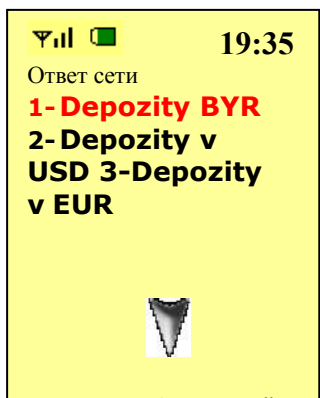 19:35
Ответ сети
1- Depozity BYR
2- Depozity v
USD 3-Depozity
v EUR